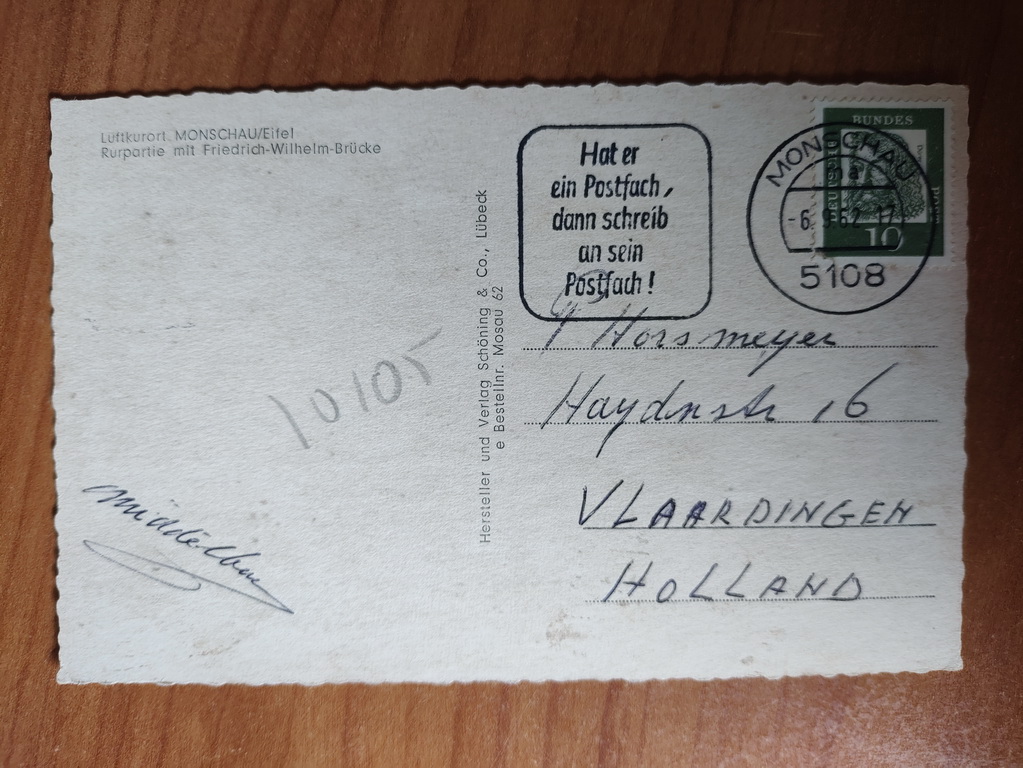 Luftkurort MONSCHAU/Eifel
Rurpartie mit Friedrich-Wilhelm-Brücke
Hersteller und Verlag Schöning & Co., Lübeck
e Bestellnr. Mosau 62
10105
Hat er
ein Postfach,
dann schreib
an sein
Postfach!
MONSCHAU
-6.9.62-17
5108
BUNDES
10
Horsmeyer
Haydnstr 16
VLAARDINGEN
HOLLAND